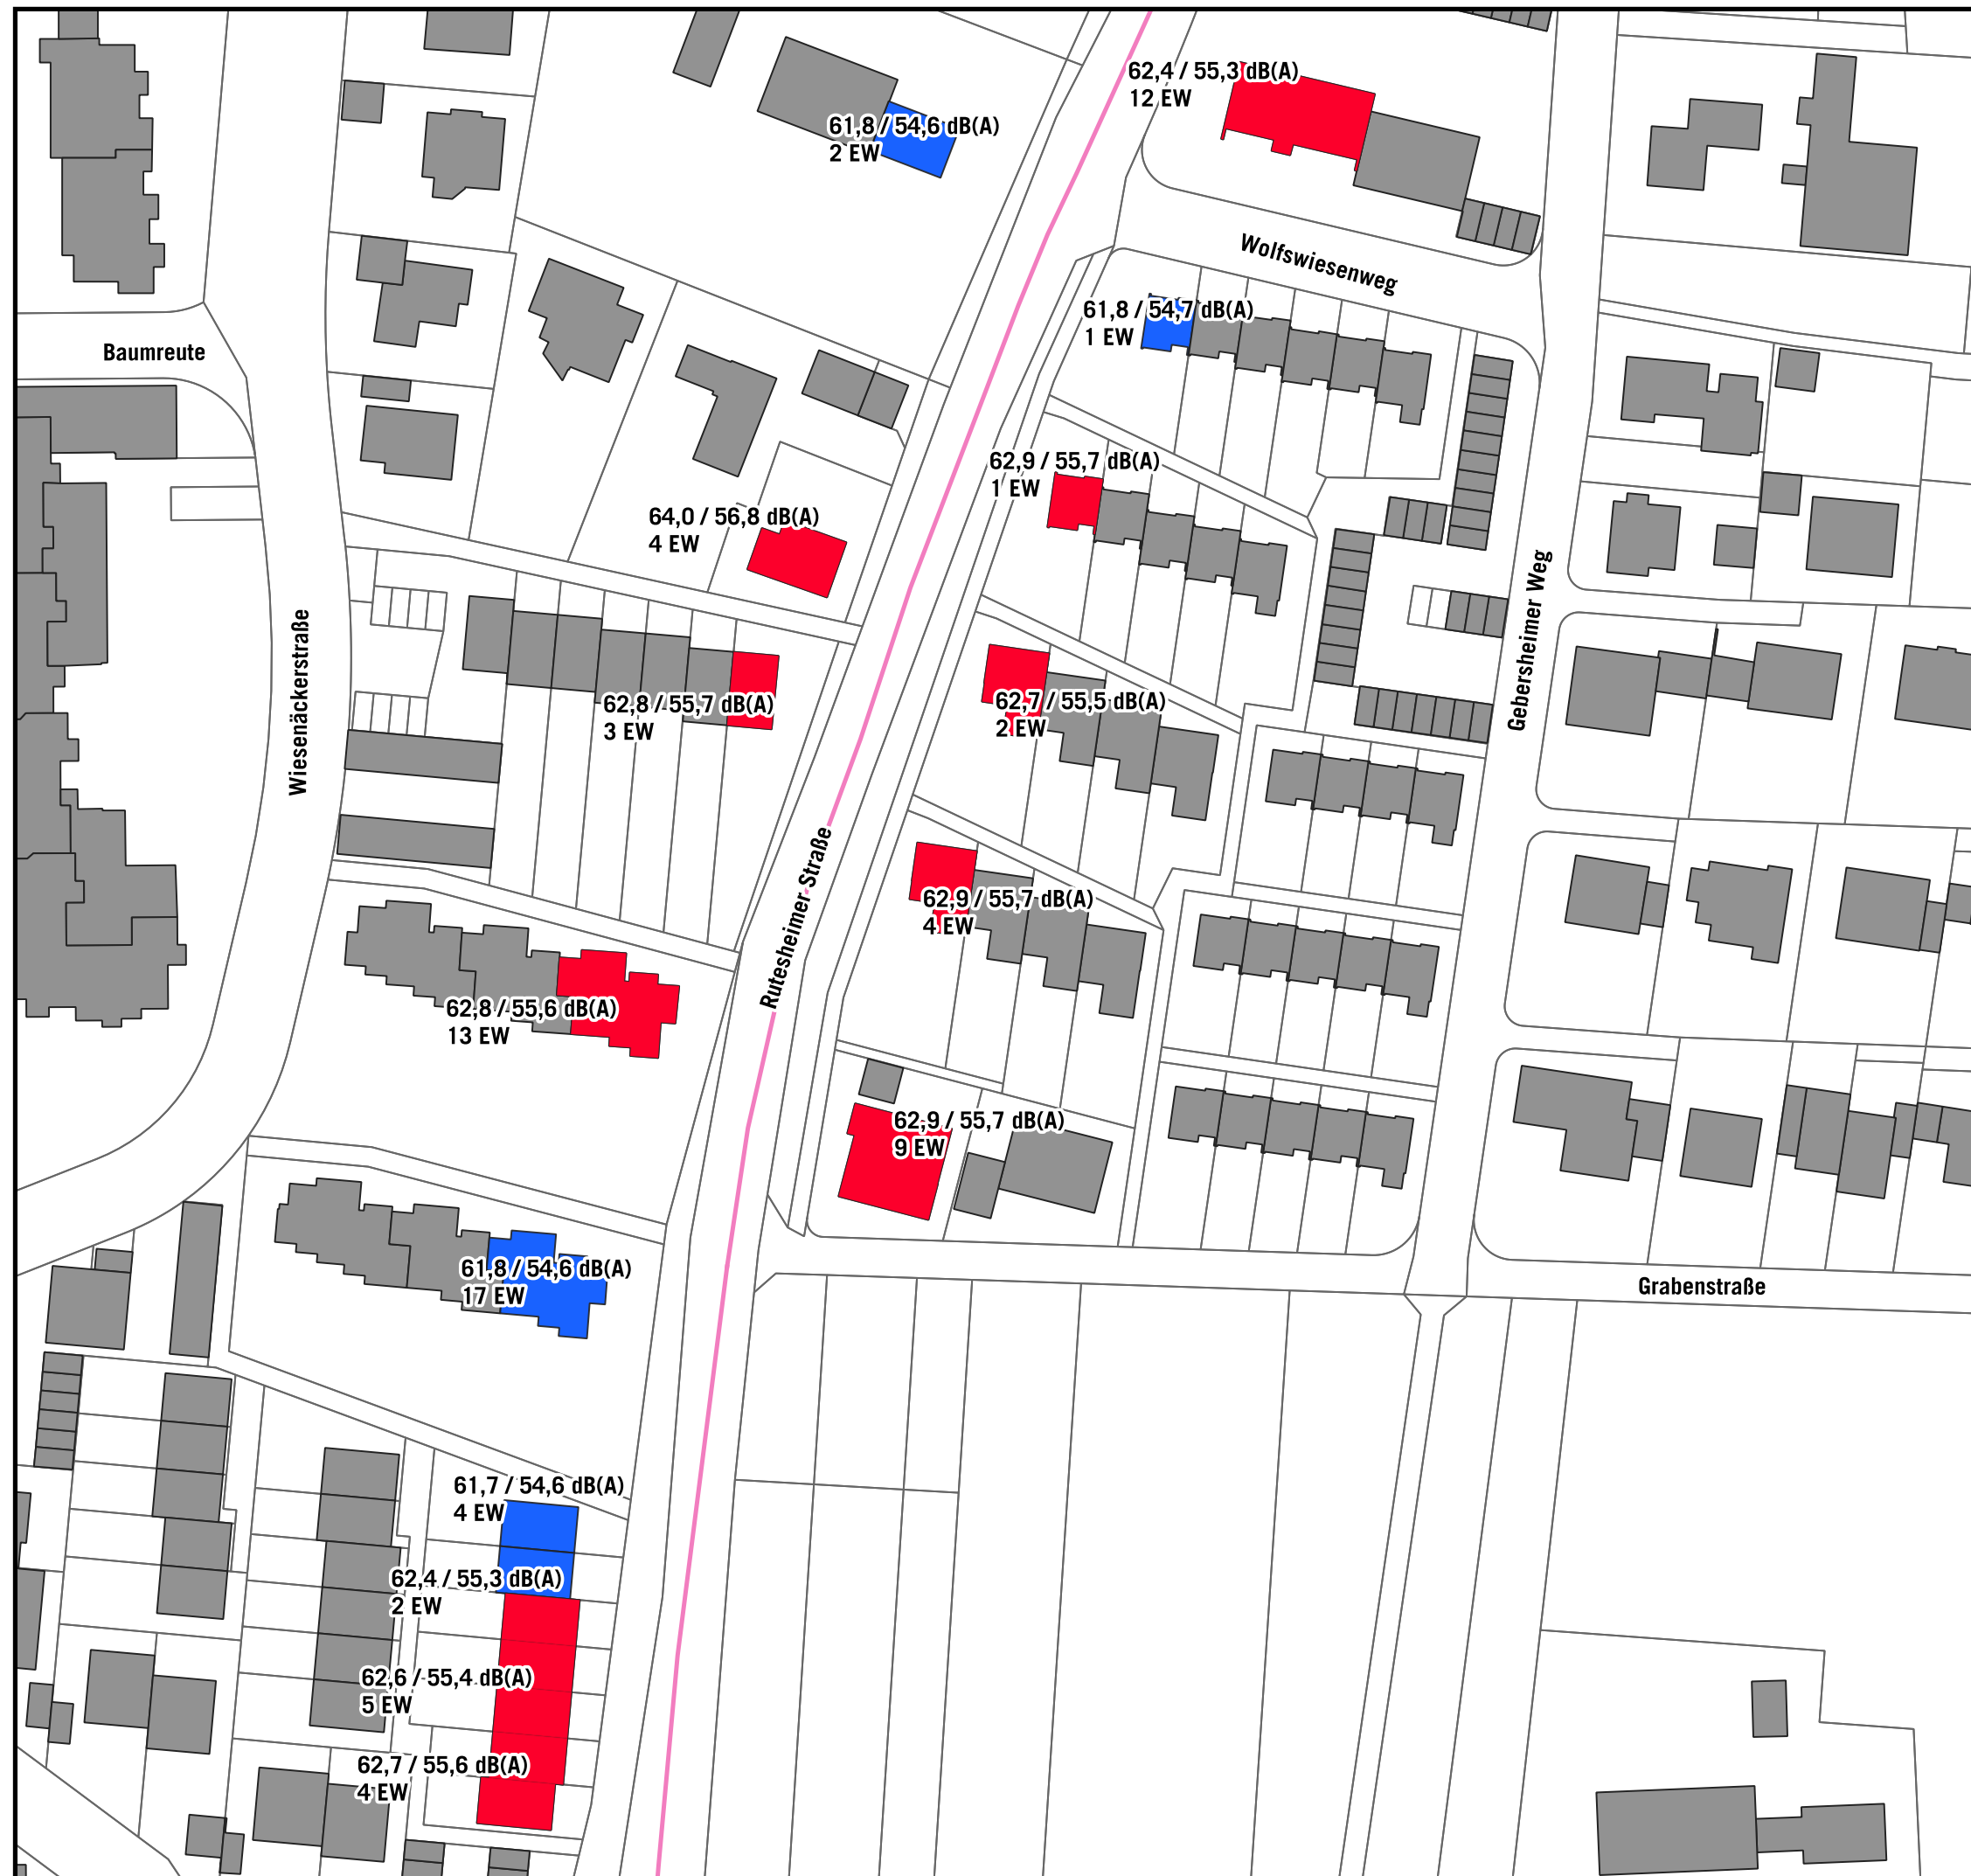 62,4 / 55,3 dB(A)
12 EW
61,8 / 54,6 dB(A)
2 EW
Wolfswiesenweg
61,8 / 54,7 dB(A)
1 EW
Baumreute
62,9 / 55,7 dB(A)
1 EW
64,0 / 56,8 dB(A)
4 EW
Gebersheimer Weg
Wiesenäckerstraße
62,8 / 55,7 dB(A)
3 EW
62,7 / 55,5 dB(A)
2 EW
Rutesheimer Straße
62,9 / 55,7 dB(A)
4 EW
62,8 / 55,6 dB(A)
13 EW
62,9 / 55,7 dB(A)
9 EW
61,8 / 54,6 dB(A)
17 EW
Grabenstraße
61,7 / 54,6 dB(A)
4 EW
62,4 / 55,3 dB(A)
2 EW
62,6 / 55,4 dB(A)
5 EW
62,7 / 55,6 dB(A)
4 EW